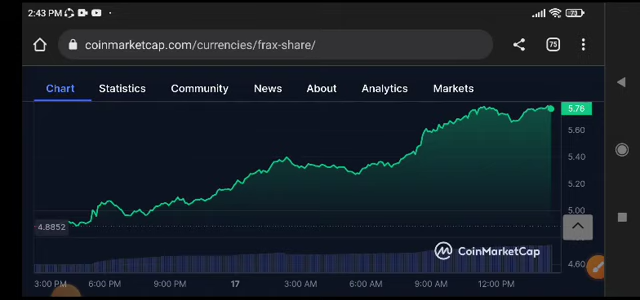 2:43 PM
73
coinmarketcap.com/currencies/frax-share/
75
Chart Statistics Community News About Analytics Markets
5.76
5.60
5.40
5.20
5.00
4.8852
CoinMarketCap
4.60
3:00 PM 6:00 PM 9:00 PM 17 3:00 AM 6:00 AM 9:00 AM 12:00 PM